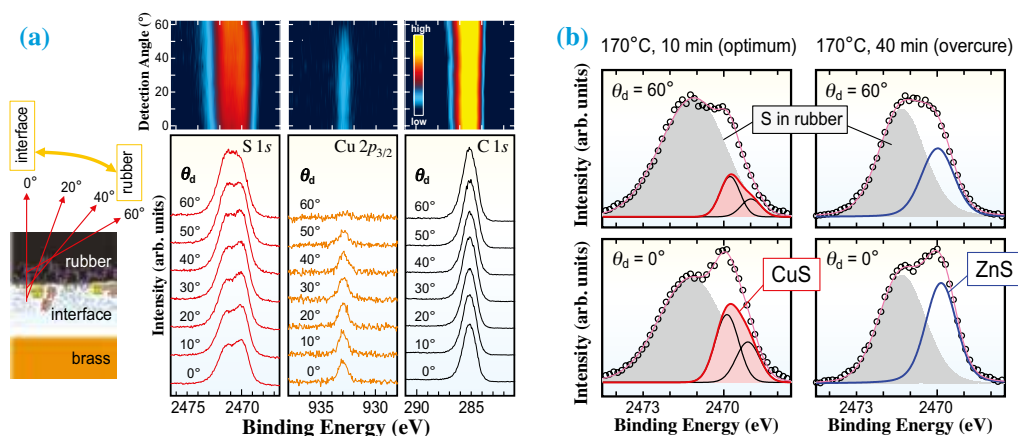 (a)
Detection Angle (°)
60
40
20
0
high
low
interface
rubber
0°
20°
40°
60°
rubber
interface
brass
Intensity (arb. units)
S 1s
θd
60°
50°
40°
30°
20°
10°
0°
2475
2470
Cu 2p3/2
θd
60°
50°
40°
30°
20°
10°
0°
935
930
C 1s
θd
60°
50°
40°
30°
20°
10°
0°
290
285
Binding Energy (eV)
(b)
170°C, 10 min (optimum)
170°C, 40 min (overcure)
Intensity (arb. units)
θd = 60°
S in rubber
θd = 60°
Intensity (arb. units)
θd = 0°
CuS
θd = 0°
ZnS
2473
2470
2473
2470
Binding Energy (eV)